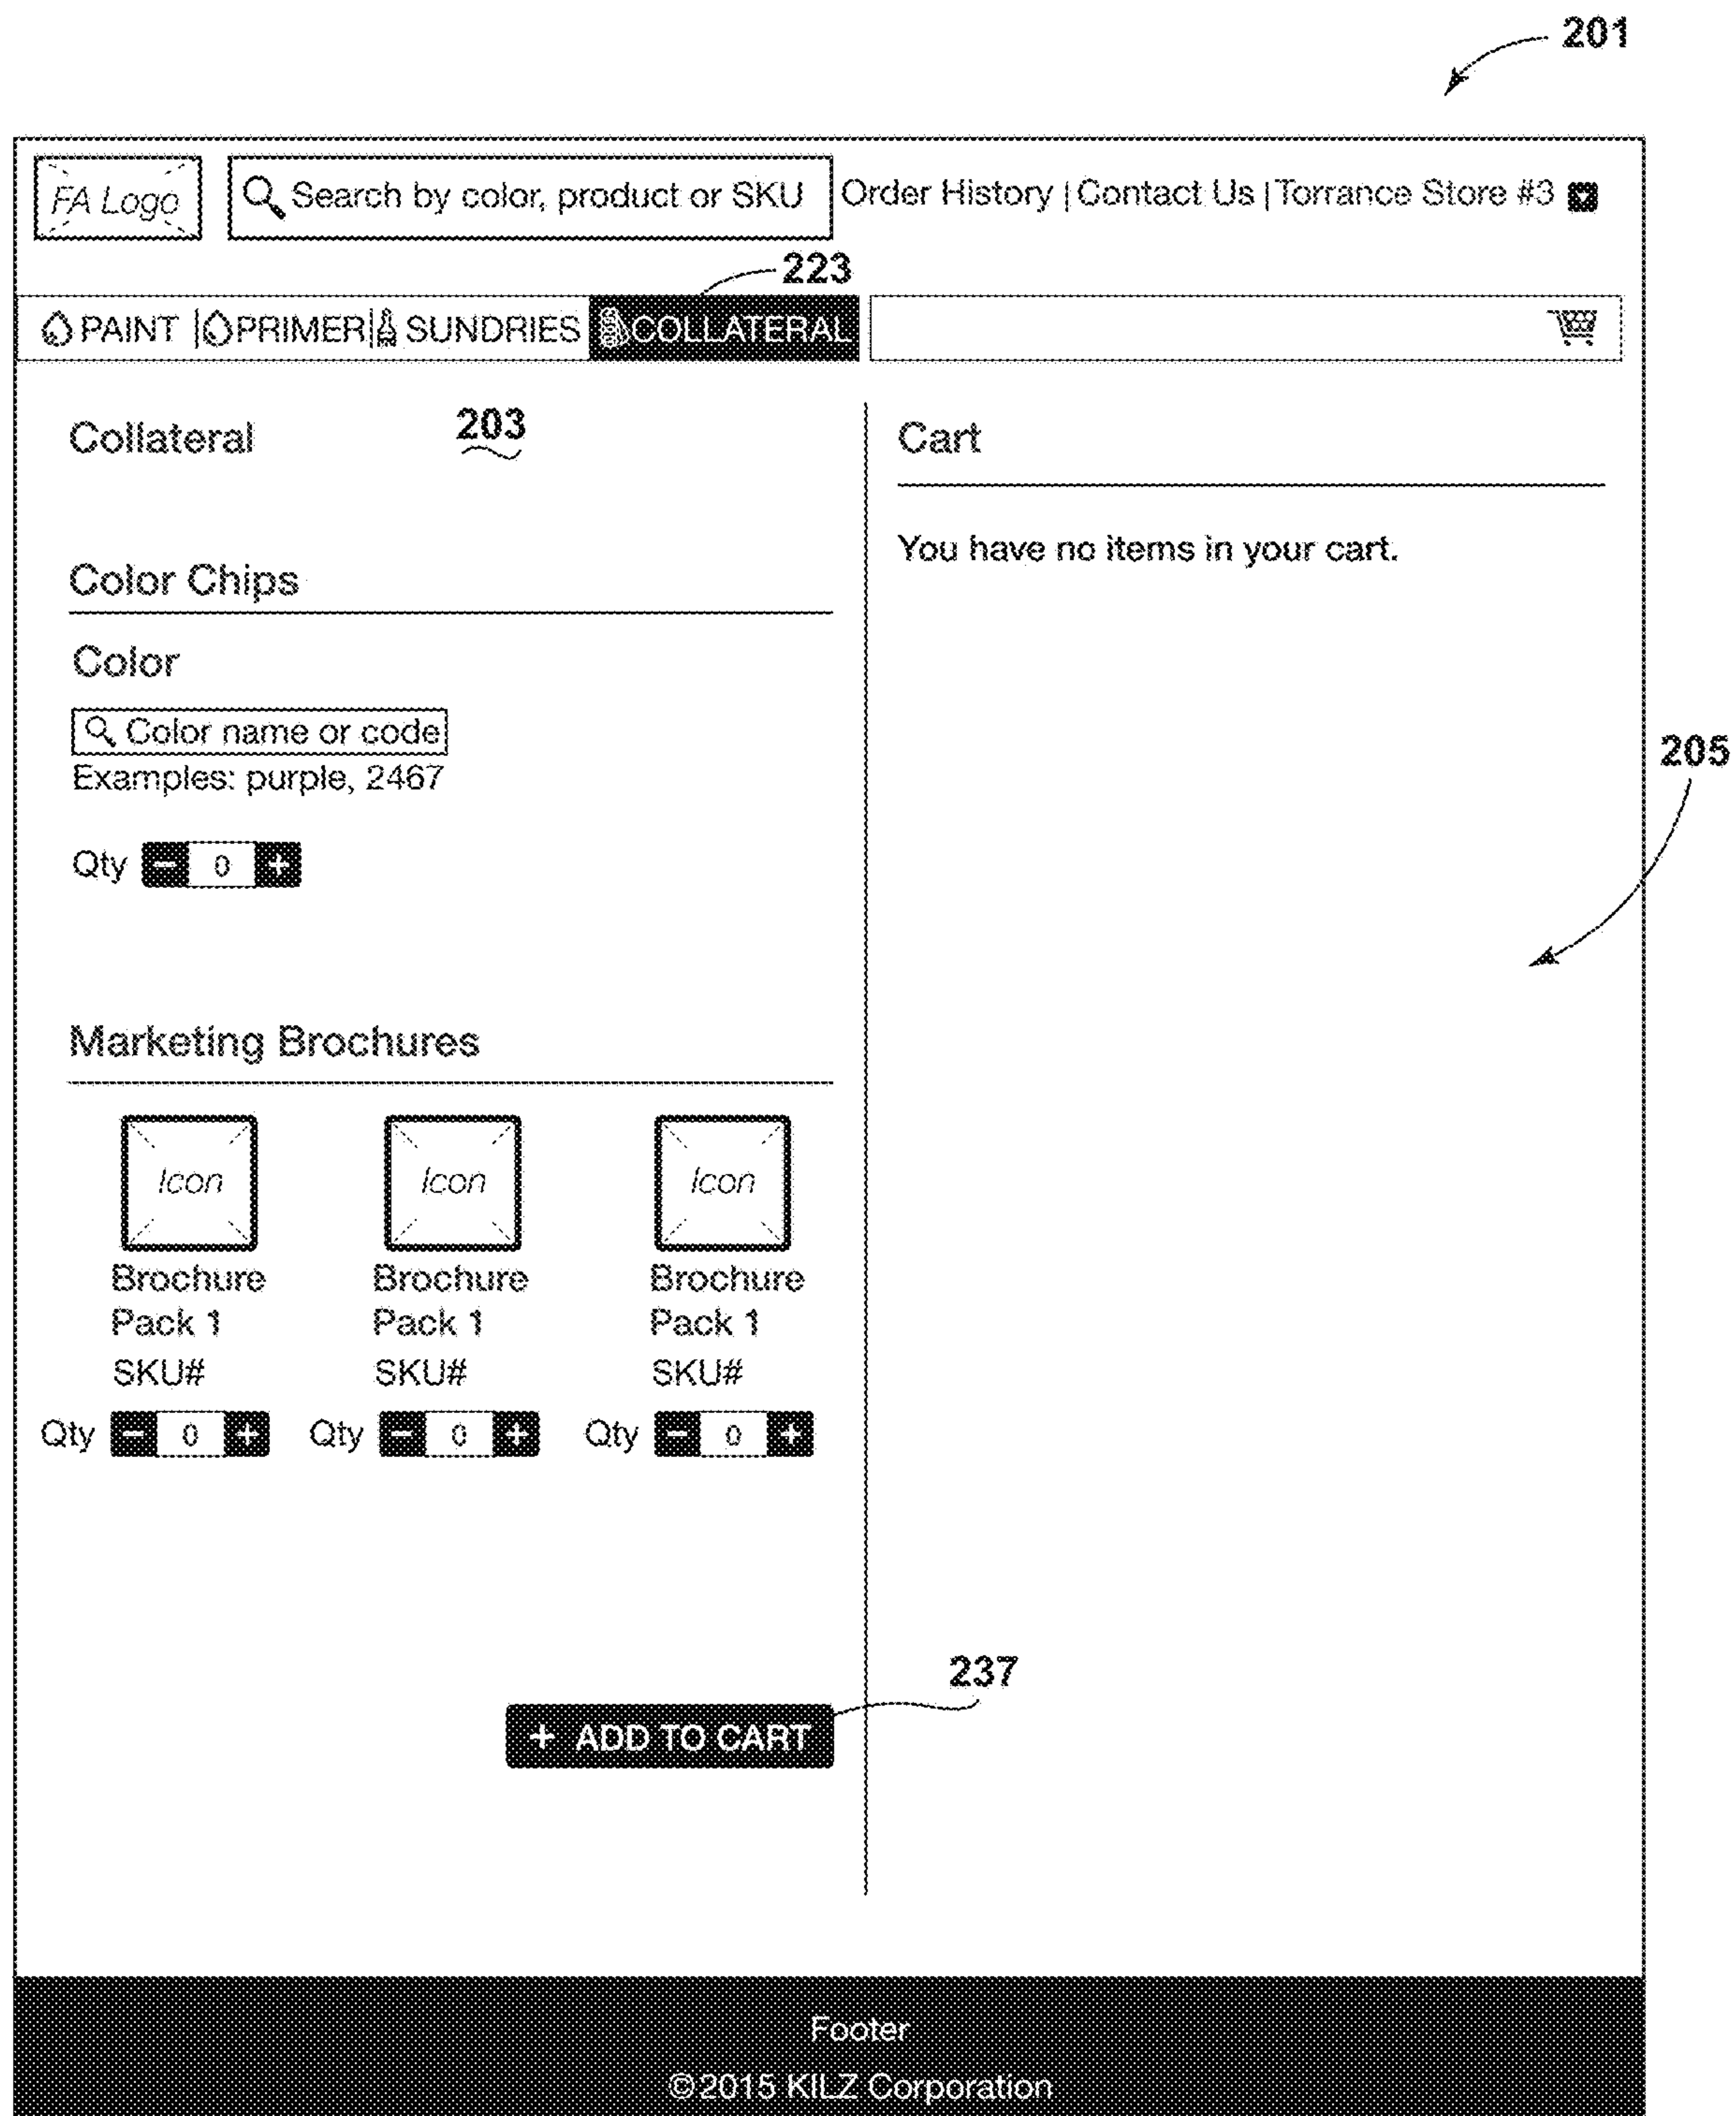 201
FA Logo
Search by color, product or SKU
Order History | Contact Us | Torrance Store #3
223
PAINT | PRIMER | SUNDRIES COLLATERAL
Collateral
203
Color Chips
Color
Color name or code
Examples: purple, 2467
Qty - 0 +
Cart
You have no items in your cart.
205
Marketing Brochures
Icon Icon Icon
Brochure Brochure Brochure
Pack 1 Pack 1 Pack 1
SKU# SKU# SKU#
Qty - 0 + Qty - 0 + Qty - 0 +
237
+ ADD TO CART
Footer
©2015 KILZ Corporation